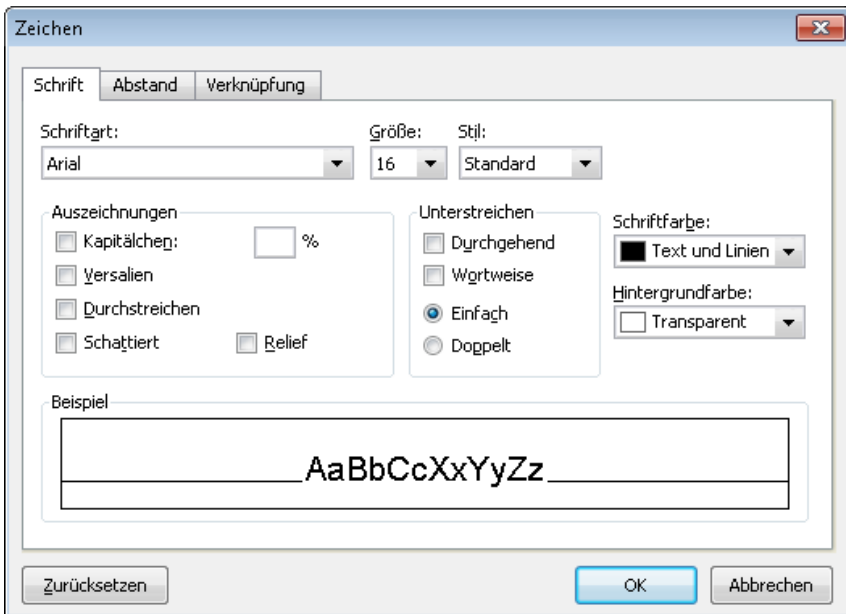 Zeichen
Schrift Abstand Verknüpfung
Schriftart: Größe: Stil:
Arial 16 Standard
Auszeichnungen Unterstreichen
Kapitälchen: % Durchgehend
Versalien Wortweise
Durchstreichen Einfach
Schattiert Relief Doppelt
Schriftfarbe:
Text und Linien
Hintergrundfarbe:
Transparent
Beispiel
AaBbCcXxYyZz
Zurücksetzen OK Abbrechen